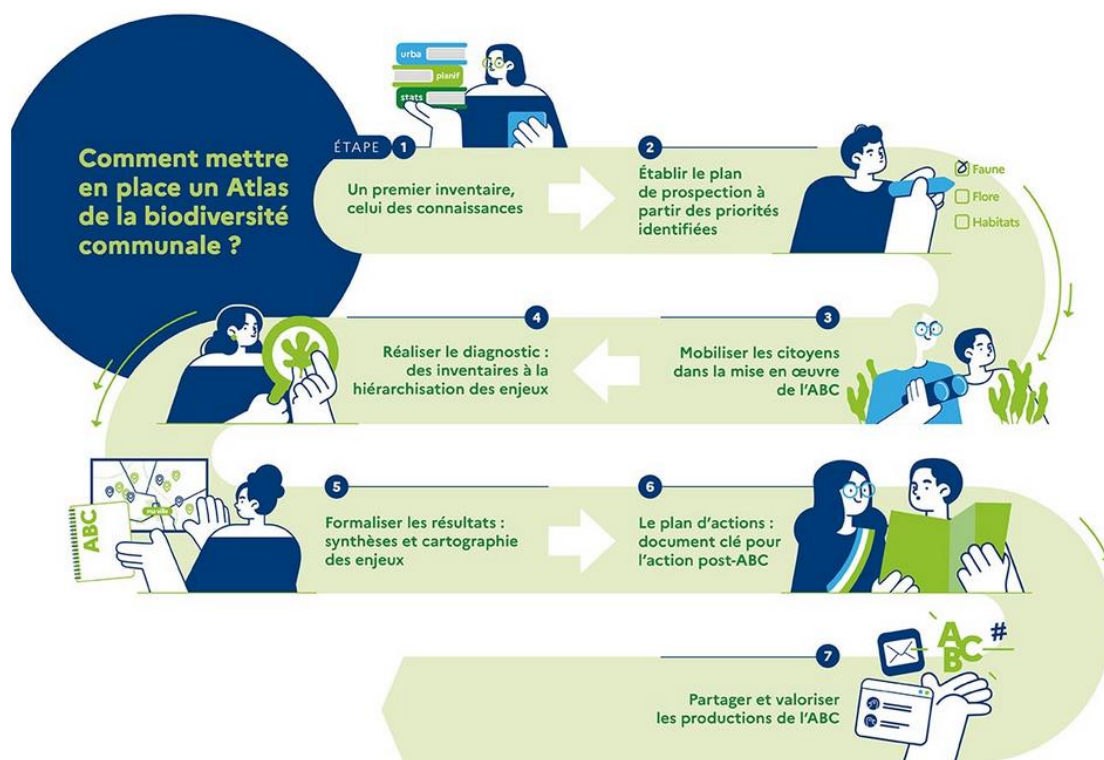 Comment mettre
en place un Atlas
de la biodiversité
communale ?
urba
planif
stats
ÉTAPE 1
Un premier inventaire,
celui des connaissances
2
Établir le plan
de prospection à
partir des priorités
identifiées
Faune
Flore
Habitats
3
Mobiliser les citoyens
dans la mise en œuvre
de l'ABC
4
Réaliser le diagnostic :
des inventaires à la
hiérarchisation des enjeux
ABC
ma ville
5
Formaliser les résultats :
synthèses et cartographie
des enjeux
6
Le plan d'actions :
document clé pour
l'action post-ABC
7
ABC #
Partager et valoriser
les productions de l'ABC